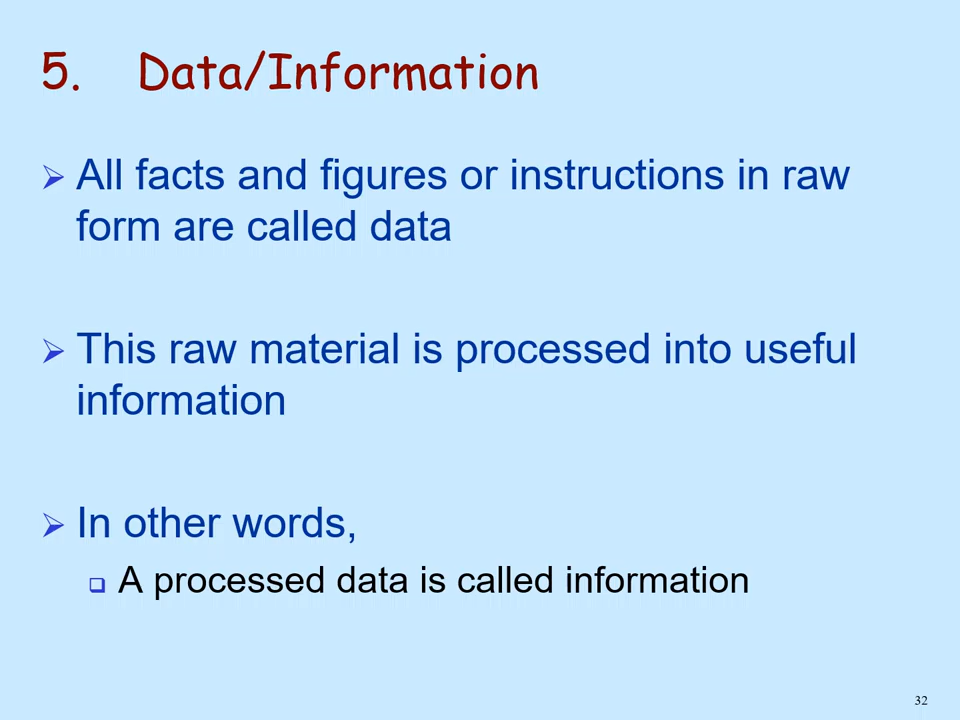 5. Data/Information
➢ All facts and figures or instructions in raw
form are called data
➢ This raw material is processed into useful
information
➢ In other words,
❑ A processed data is called information
32